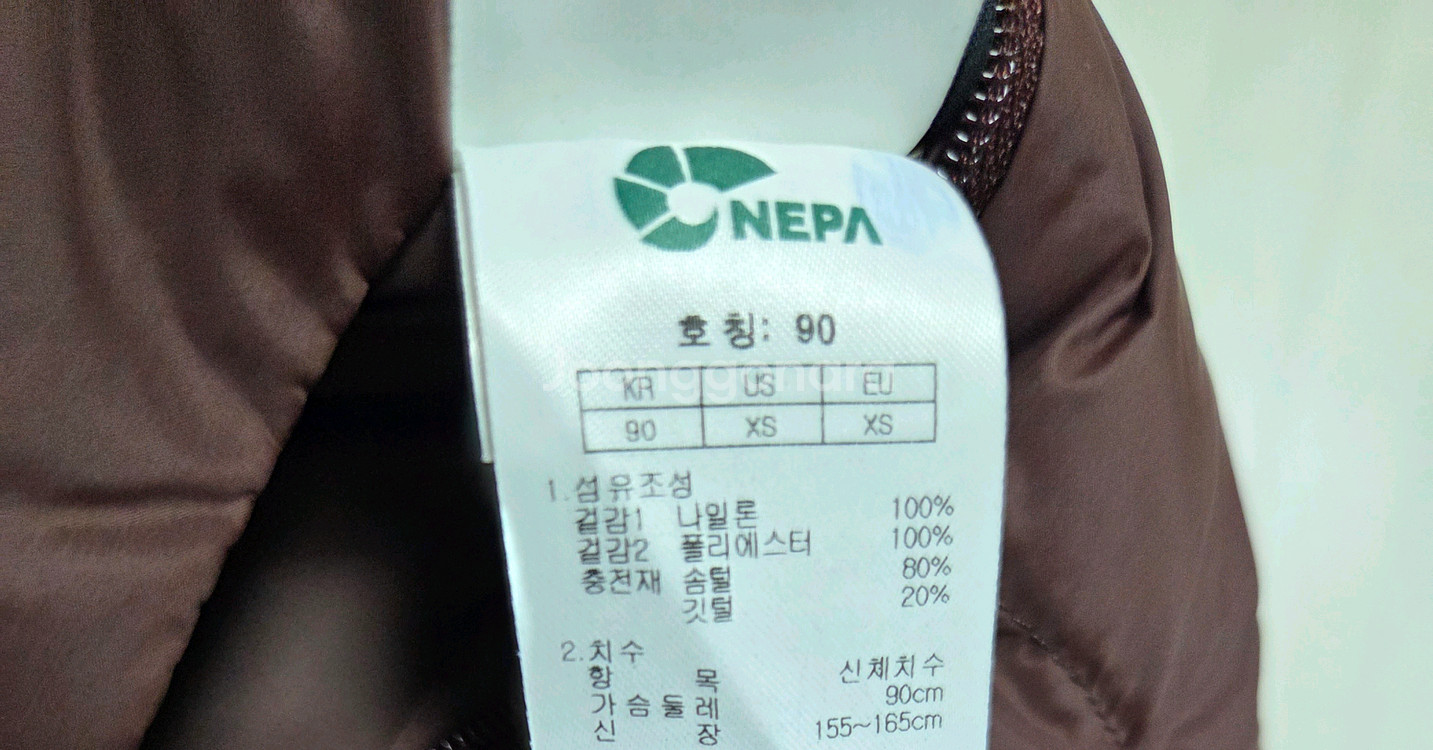 NEPA
호 칭: 90
KR US EU
90 XS XS
1.섬유조성
겉감1 나일론 100%
겉감2 폴리에스터 100%
충전재 솜털 80%
깃털 20%
2.치수
항 목 신체치수
가슴둘레 90cm
신 장 155~165cm